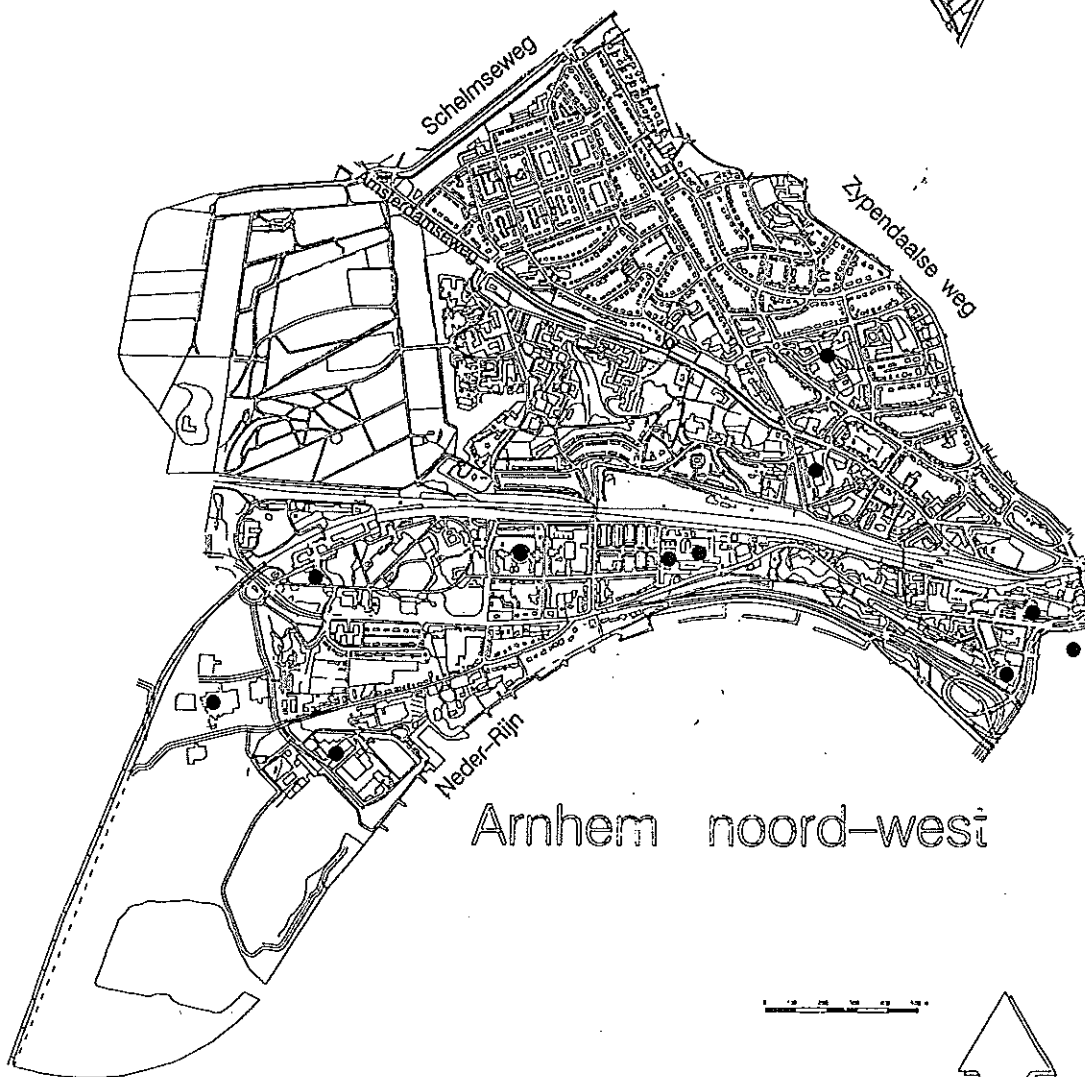 Schelmseweg
Amsterdamseweg
Zypendaalse weg
Neder-Rijn
Arnhem noord-west